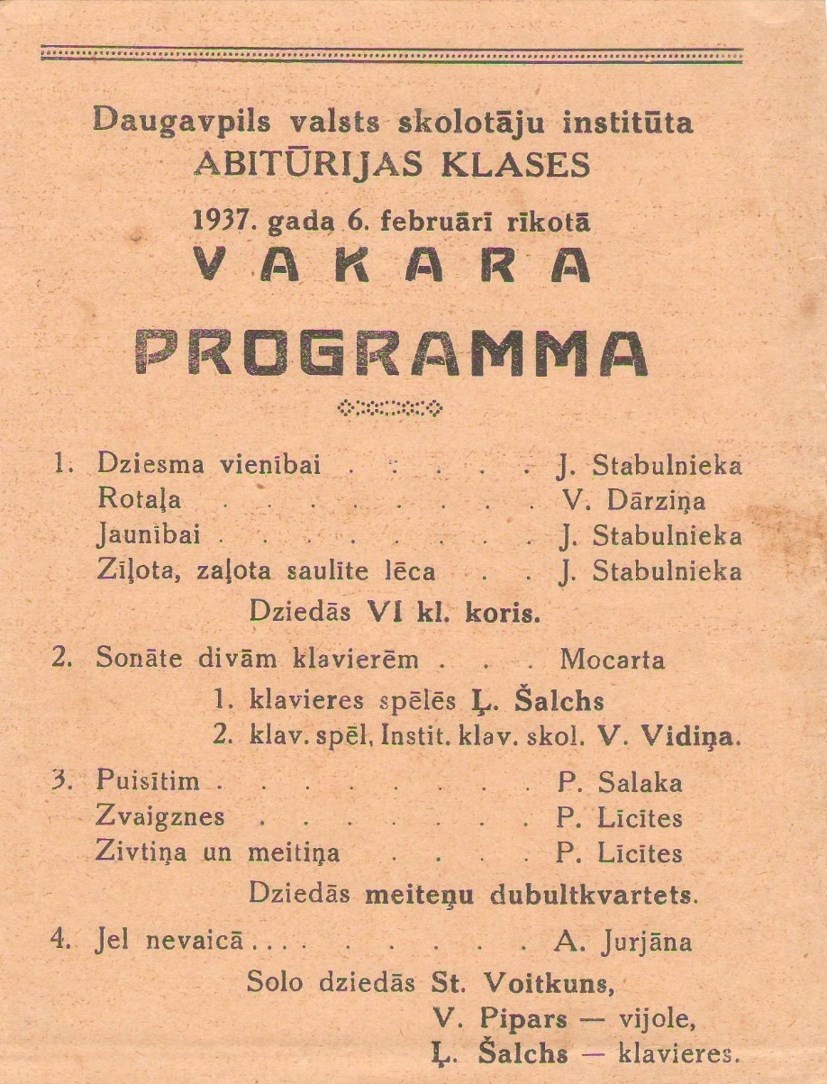 Daugavpils valsts skolotāju institūta
ABITŪRIJAS KLASES
1937. gada 6. februārī rīkotā
VAKARA
PROGRAMMA
1. Dziesma vienībai . . . . . . J. Stabulnieka
Rotaļa . . . . . . . . V. Dārziņa
Jaunībai . . . . . . . . J. Stabulnieka
Zīļota, zaļota saulīte lēca . . J. Stabulnieka
Dziedās VI kl. koris.
2. Sonāte divām klavierēm . . . Mocarta
1. klavieres spēlēs Ļ. Šalchs
2. klav. spēl, Instit. klav. skol. V. Vidiņa.
3. Puisītim . . . . . . . . P. Salaka
Zvaigznes . . . . . . . P. Līcītes
Zivtiņa un meitiņa . . . . P. Līcītes
Dziedās meiteņu dubultkvartets.
4. Jel nevaicā . . . . . . . . . A. Jurjāna
Solo dziedās St. Voitkuns,
V. Pipars — vijole,
Ļ. Šalchs — klavieres.